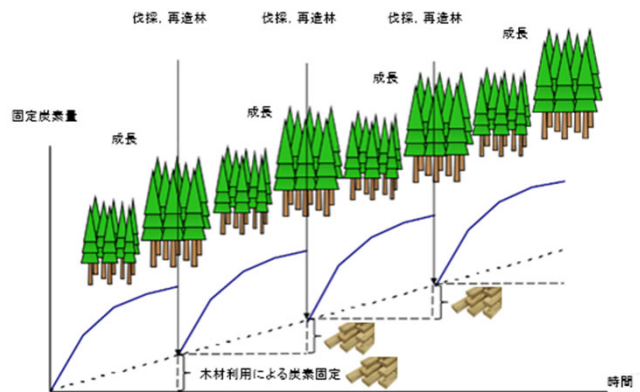 伐採，再造林
伐採，再造林
伐採，再造林
成長
成長
成長
成長
固定炭素量
木材利用による炭素固定
時間